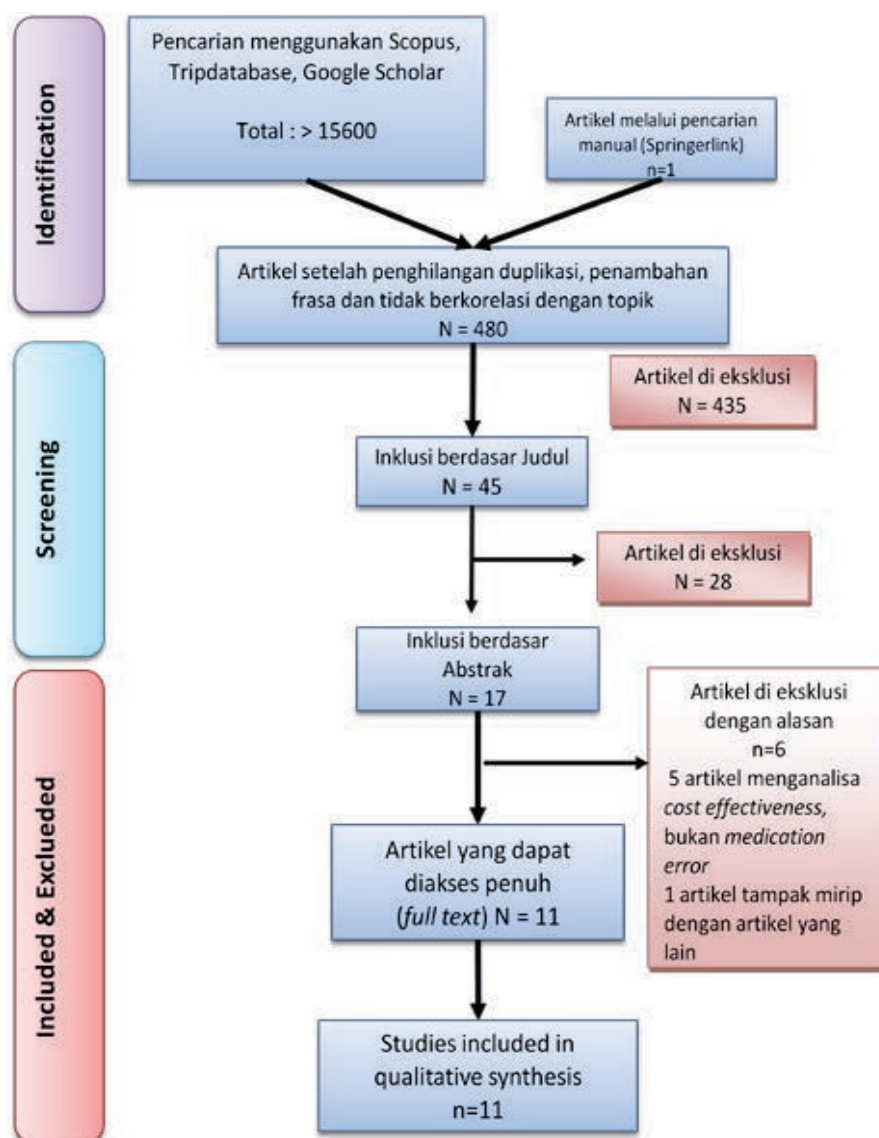 Identification
Pencarian menggunakan Scopus,
Tripdatabase, Google Scholar
Total : > 15600
Artikel melalui pencarian
manual (Springerlink)
n=1
Artikel setelah penghilangan duplikasi, penambahan
frasa dan tidak berkorelasi dengan topik
N = 480
Screening
Artikel di eksklusi
N = 435
Inklusi berdasar Judul
N = 45
Artikel di eksklusi
N = 28
Inklusi berdasar
Abstrak
N = 17
Included & Exclueded
Artikel di eksklusi
dengan alasan
n=6
5 artikel menganalisa
cost effectiveness,
bukan medication
error
1 artikel tampak mirip
dengan artikel yang
lain
Artikel yang dapat
diakses penuh
(full text) N = 11
Studies included in
qualitative synthesis
n=11